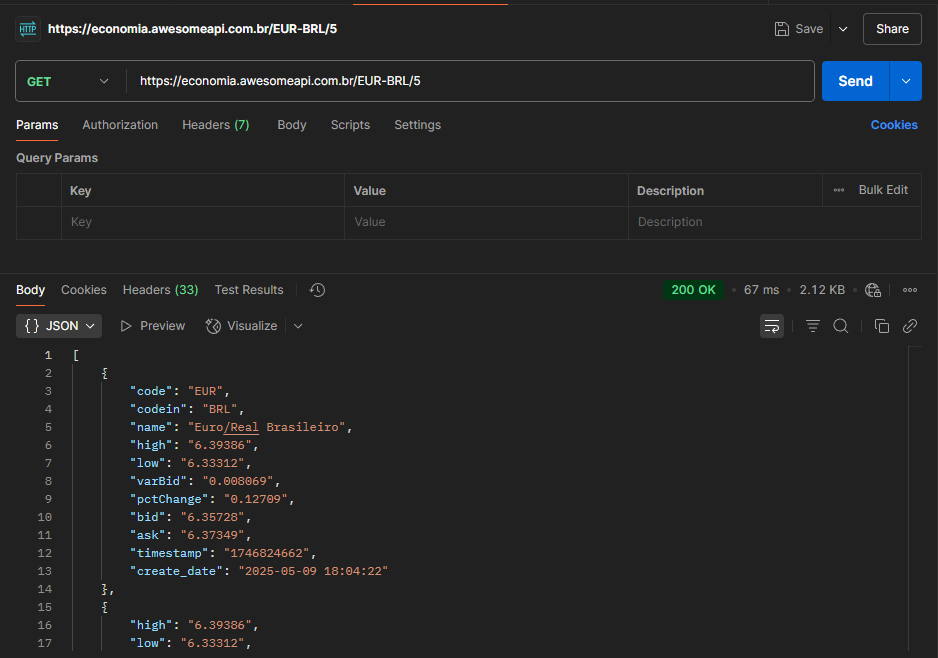 HTTP https://economia.awesomeapi.com.br/EUR-BRL/5 Save Share
GET https://economia.awesomeapi.com.br/EUR-BRL/5 Send
Params Authorization Headers (7) Body Scripts Settings Cookies
Query Params
Key Value Description Bulk Edit
Key Value Description
Body Cookies Headers (33) Test Results 200 OK • 67 ms • 2.12 KB •
{} JSON Preview Visualize
1 [
2 {
3 "code": "EUR",
4 "codein": "BRL",
5 "name": "Euro/Real Brasileiro",
6 "high": "6.39386",
7 "low": "6.33312",
8 "varBid": "0.008069",
9 "pctChange": "0.12709",
10 "bid": "6.35728",
11 "ask": "6.37349",
12 "timestamp": "1746824662",
13 "create_date": "2025-05-09 18:04:22"
14 },
15 {
16 "high": "6.39386",
17 "low": "6.33312",